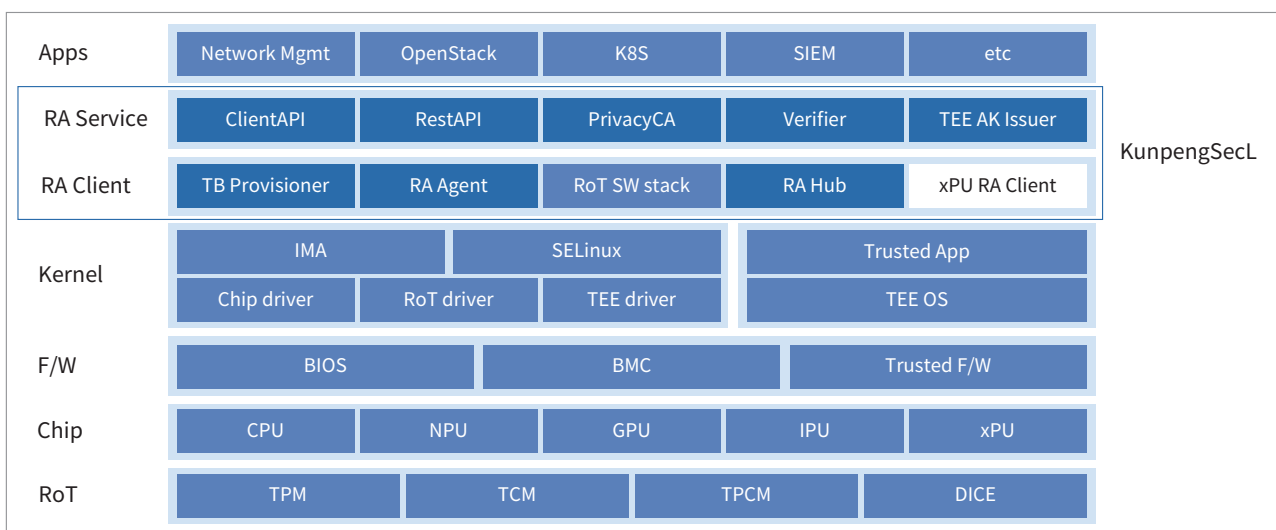 Apps Network Mgmt OpenStack K8S SIEM etc
RA Service ClientAPI RestAPI PrivacyCA Verifier TEE AK Issuer
KunpengSecL
RA Client TB Provisioner RA Agent RoT SW stack RA Hub xPU RA Client
Kernel
IMA SELinux Trusted App
Chip driver RoT driver TEE driver TEE OS
F/W BIOS BMC Trusted F/W
Chip CPU NPU GPU IPU xPU
RoT TPM TCM TPCM DICE